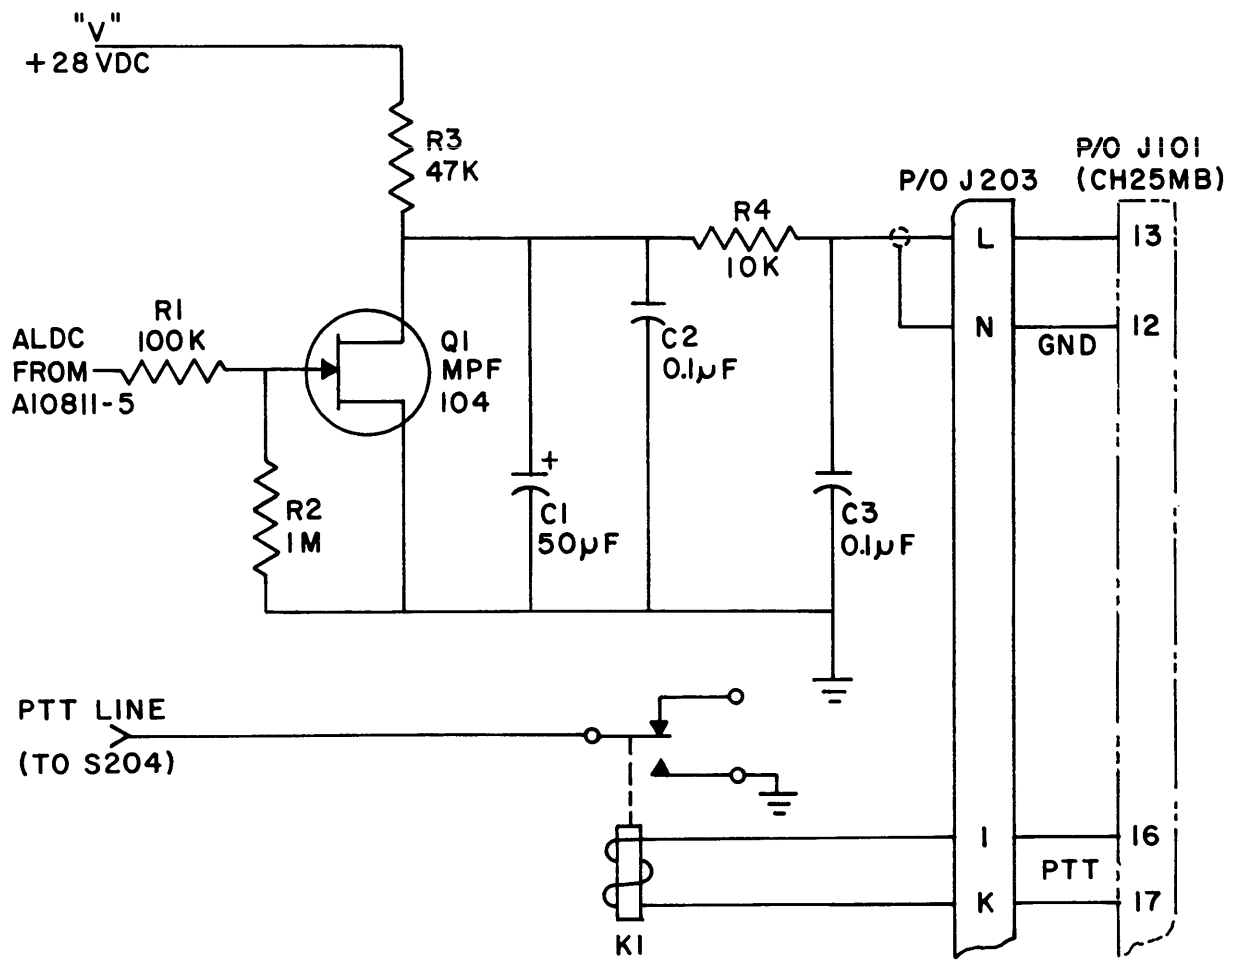 "V"
+28 VDC
R3
47K
P/O J203
P/O J101
(CH25MB)
R4
10K
L
13
R1
100K
ALDC
FROM
A10811-5
Q1
MPF
104
C2
0.1µF
N
GND
12
R2
1M
+
C1
50µF
C3
0.1µF
PTT LINE
(TO S204)
I
16
PTT
K
17
K1